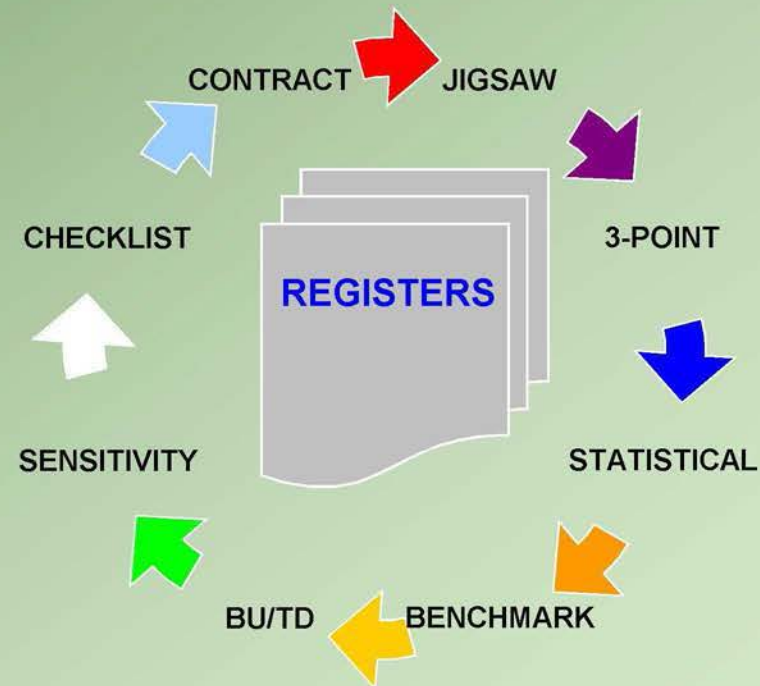 CONTRACT
JIGSAW
CHECKLIST
3-POINT
REGISTERS
SENSITIVITY
STATISTICAL
BU/TD
BENCHMARK